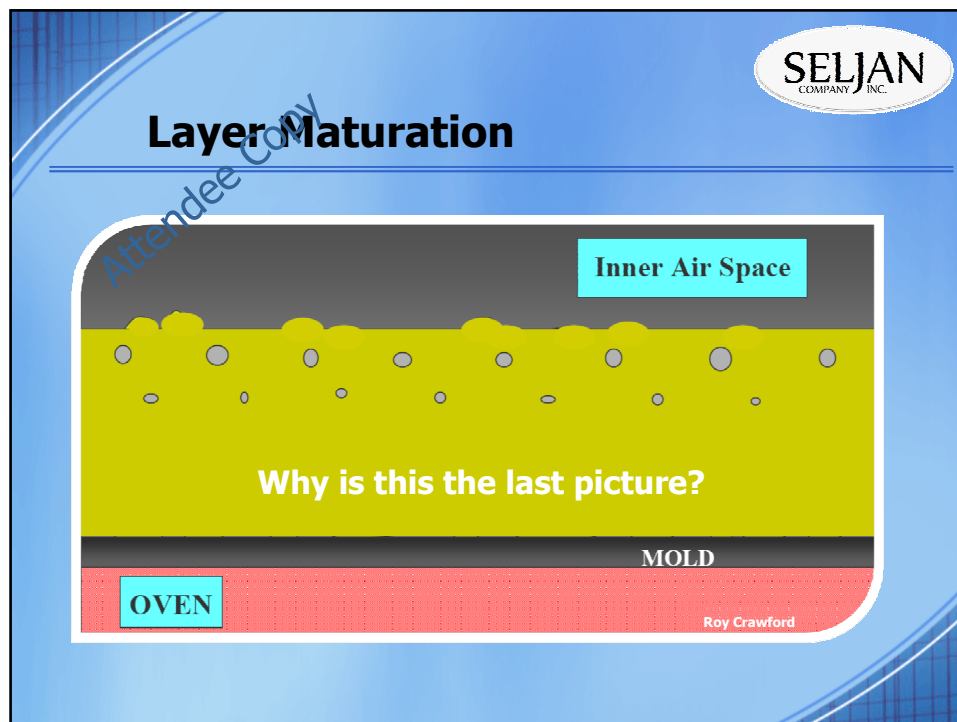 SELJAN
COMPANY INC.
Layer Maturation
Attendee Copy
Inner Air Space
Why is this the last picture?
MOLD
OVEN
Roy Crawford